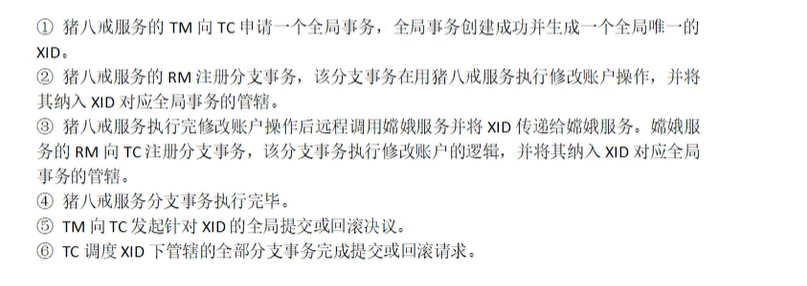 ① 猪八戒服务的 TM 向 TC 申请一个全局事务，全局事务创建成功并生成一个全局唯一的
XID。
② 猪八戒服务的 RM 注册分支事务，该分支事务在用猪八戒服务执行修改账户操作，并将
其纳入 XID 对应全局事务的管辖。
③ 猪八戒服务执行完修改账户操作后远程调用嫦娥服务并将 XID 传递给嫦娥服务。嫦娥服
务的 RM 向 TC 注册分支事务，该分支事务执行修改账户的逻辑，并将其纳入 XID 对应全局
事务的管辖。
④ 猪八戒服务分支事务执行完毕。
⑤ TM 向 TC 发起针对 XID 的全局提交或回滚决议。
⑥ TC 调度 XID 下管辖的全部分支事务完成提交或回滚请求。